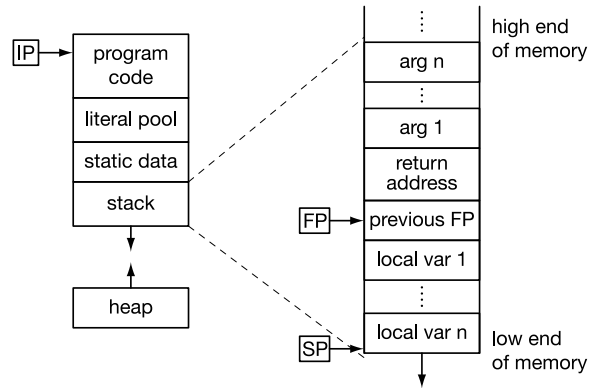 IP
program
code
literal pool
static data
stack
heap
high end
of memory
arg n
arg 1
return
address
FP
previous FP
local var 1
local var n
SP
low end
of memory